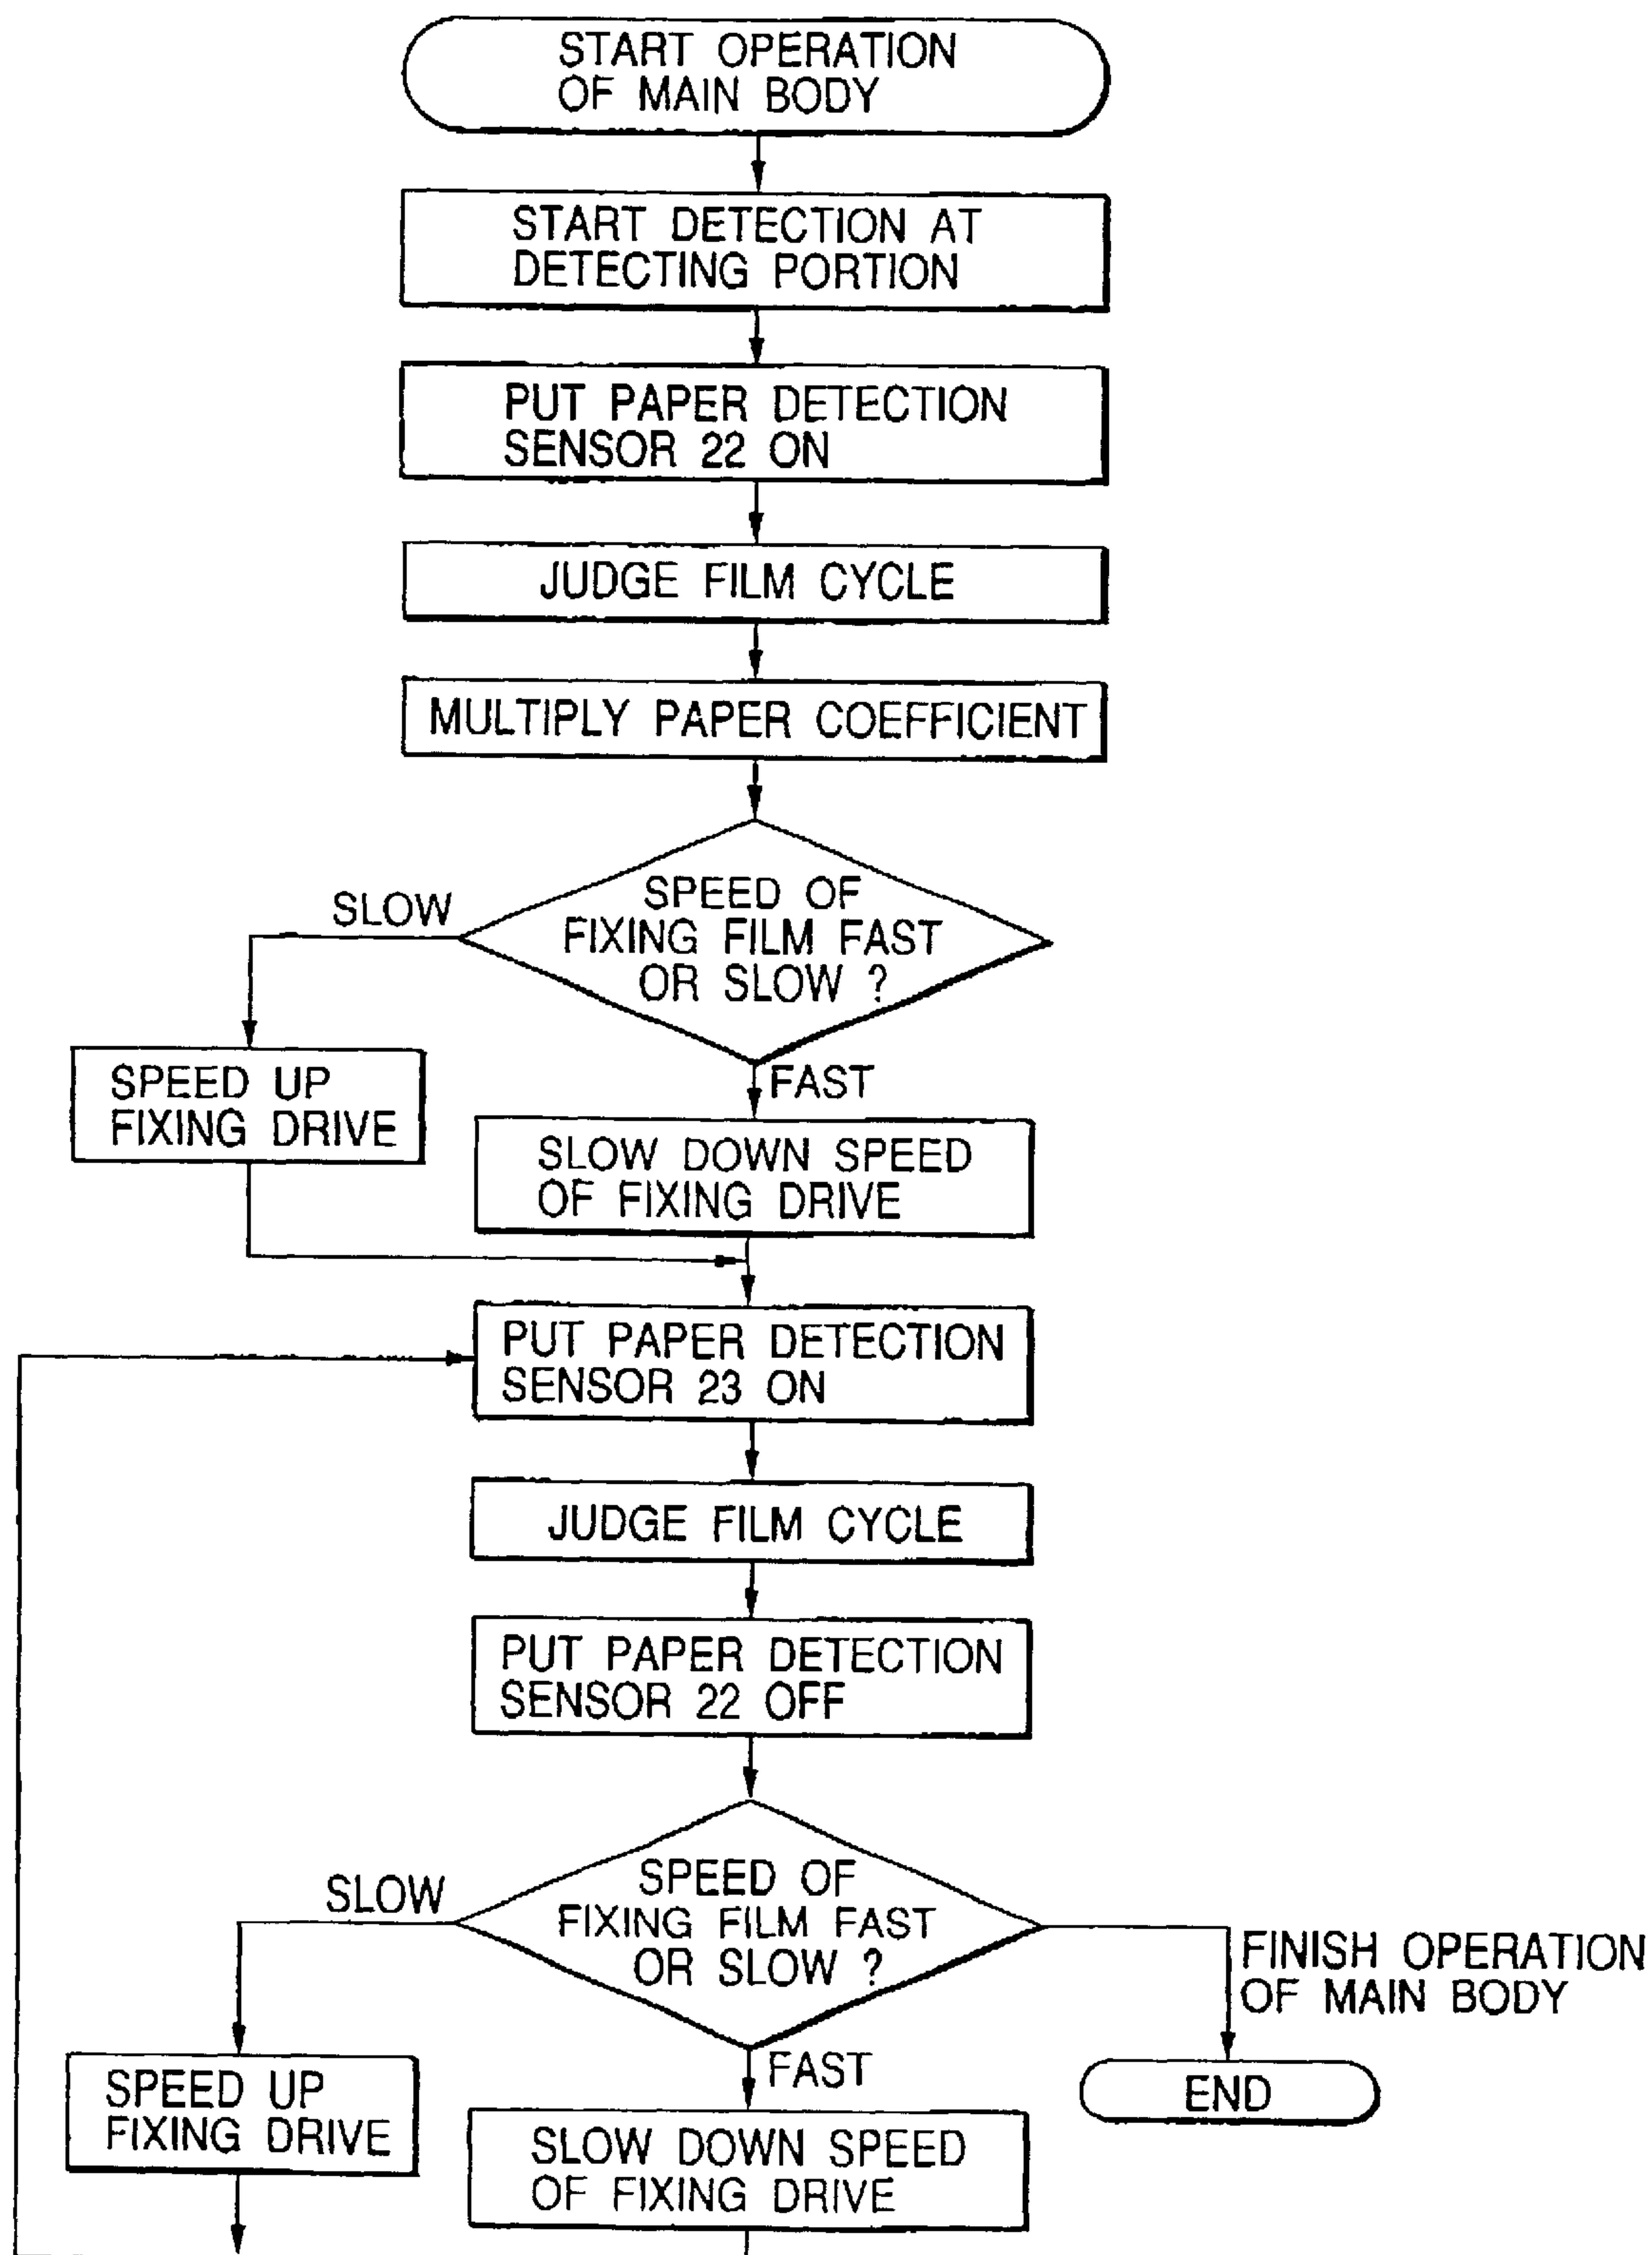 START OPERATION
OF MAIN BODY
START DETECTION AT
DETECTING PORTION
PUT PAPER DETECTION
SENSOR 22 ON
JUDGE FILM CYCLE
MULTIPLY PAPER COEFFICIENT
SPEED OF
FIXING FILM FAST
OR SLOW ?
SLOW
FAST
SPEED UP
FIXING DRIVE
SLOW DOWN SPEED
OF FIXING DRIVE
PUT PAPER DETECTION
SENSOR 23 ON
JUDGE FILM CYCLE
PUT PAPER DETECTION
SENSOR 22 OFF
SPEED OF
FIXING FILM FAST
OR SLOW ?
SLOW
FINISH OPERATION
OF MAIN BODY
FAST
SPEED UP
FIXING DRIVE
SLOW DOWN SPEED
OF FIXING DRIVE
END